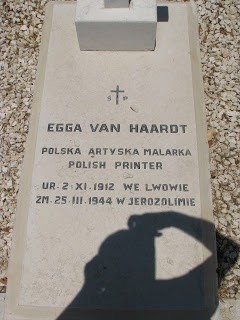 S P
EGGA VAN HAARDT
POLSKA ARTYSKA MALARKA
POLISH PRINTER
UR. 2·XI.1912 WE LWOWIE
ZM. 25.III.1944 W JEROZOLIMIE